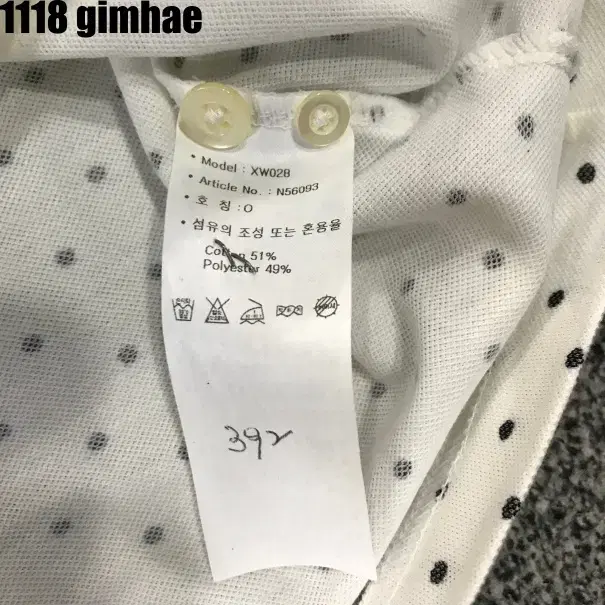 1118 gimhae
• Model : XW028
• Article No. : N56093
• 호 칭 : O
• 섬유의 조성 또는 혼용율
Cotton 51%
Polyester 49%
392